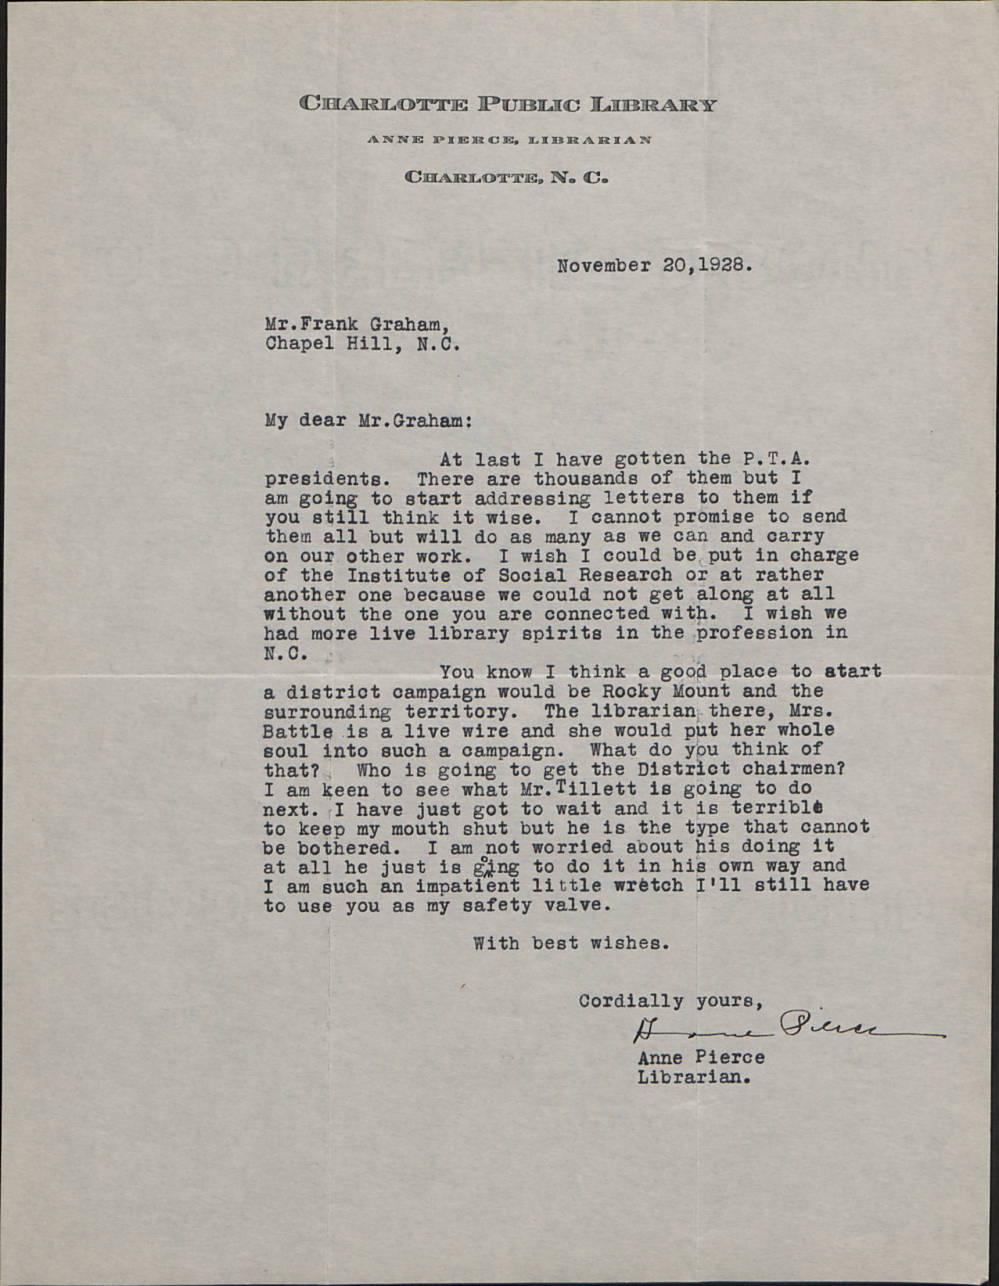 CHARLOTTE PUBLIC LIBRARY
ANNE PIERCE, LIBRARIAN
CHARLOTTE, N. C.
November 20,1928.
Mr.Frank Graham,
Chapel Hill, N.C.
My dear Mr.Graham:
At last I have gotten the P.T.A.
presidents. There are thousands of them but I
am going to start addressing letters to them if
you still think it wise. I cannot promise to send
them all but will do as many as we can and carry
on our other work. I wish I could be put in charge
of the Institute of Social Research or at rather
another one because we could not get along at all
without the one you are connected with. I wish we
had more live library spirits in the profession in
N.C.
You know I think a good place to start
a district campaign would be Rocky Mount and the
surrounding territory. The librarian there, Mrs.
Battle is a live wire and she would put her whole
soul into such a campaign. What do you think of
that? Who is going to get the District chairmen?
I am keen to see what Mr.Tillett is going to do
next. I have just got to wait and it is terrible
to keep my mouth shut but he is the type that cannot
be bothered. I am not worried about his doing it
at all he just is going to do it in his own way and
I am such an impatient little wretch I'll still have
to use you as my safety valve.
With best wishes.
Cordially yours,
Anne Pierce
Anne Pierce
Librarian.